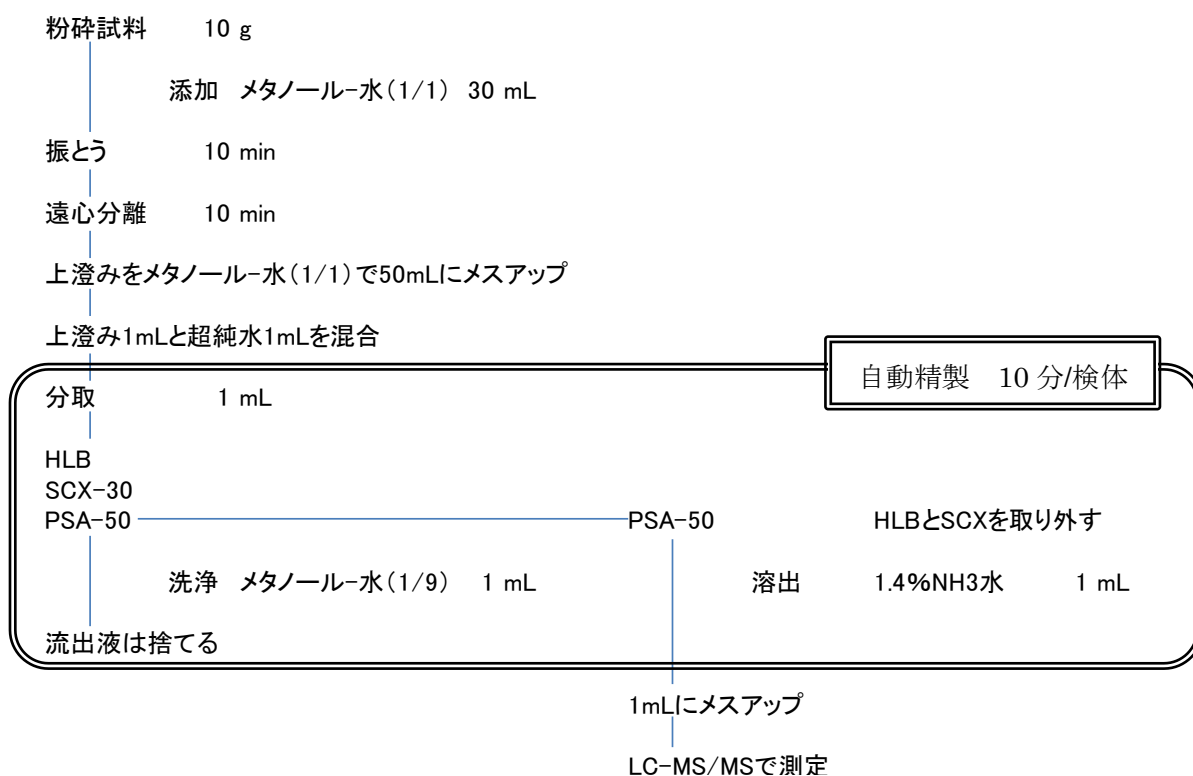 粉砕試料 10 g
添加 メタノール-水(1/1) 30 mL
振とう 10 min
遠心分離 10 min
上澄みをメタノール-水(1/1)で50mLにメスアップ
上澄み1mLと超純水1mLを混合
自動精製 10 分/検体
分取 1 mL
HLB
SCX-30
PSA-50 PSA-50 HLBとSCXを取り外す
洗浄 メタノール-水(1/9) 1 mL 溶出 1.4%NH3水 1 mL
流出液は捨てる
1mLにメスアップ
LC-MS/MSで測定